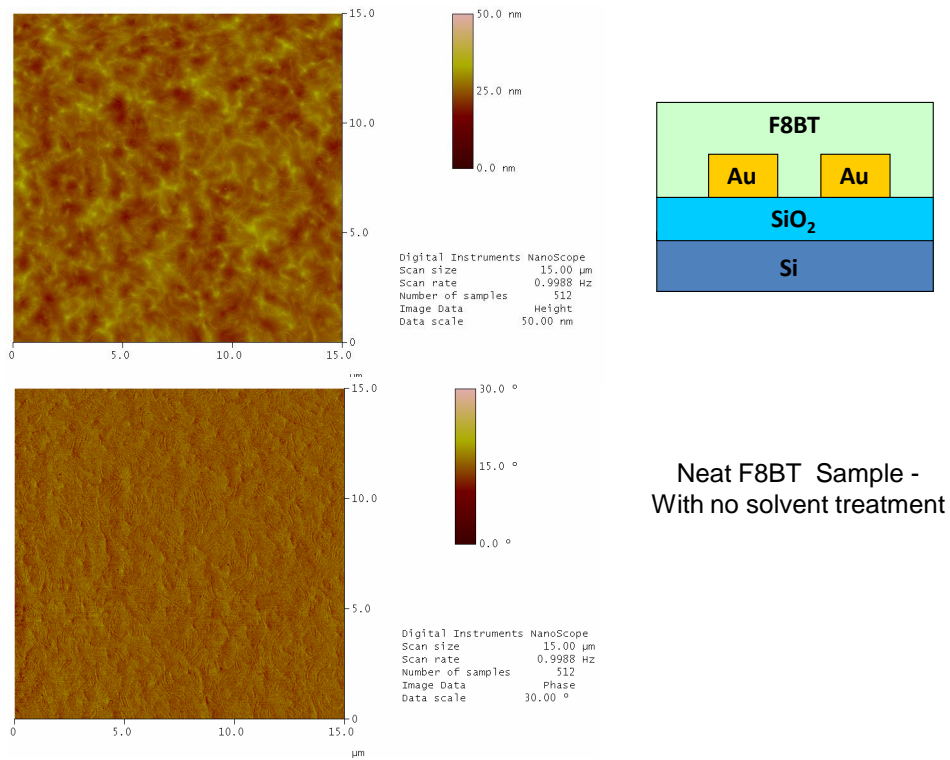 50.0 nm
25.0 nm
0.0 nm
15.0
10.0
5.0
0
0
5.0
10.0
15.0
µm
Digital Instruments NanoScope
Scan size 15.00 µm
Scan rate 0.9988 Hz
Number of samples 512
Image Data Height
Data scale 50.00 nm
F8BT
Au Au
SiO2
Si
30.0 º
15.0 º
0.0 º
15.0
10.0
5.0
0
0
5.0
10.0
15.0
µm
Digital Instruments NanoScope
Scan size 15.00 µm
Scan rate 0.9988 Hz
Number of samples 512
Image Data Phase
Data scale 30.00 º
Neat F8BT Sample -
With no solvent treatment